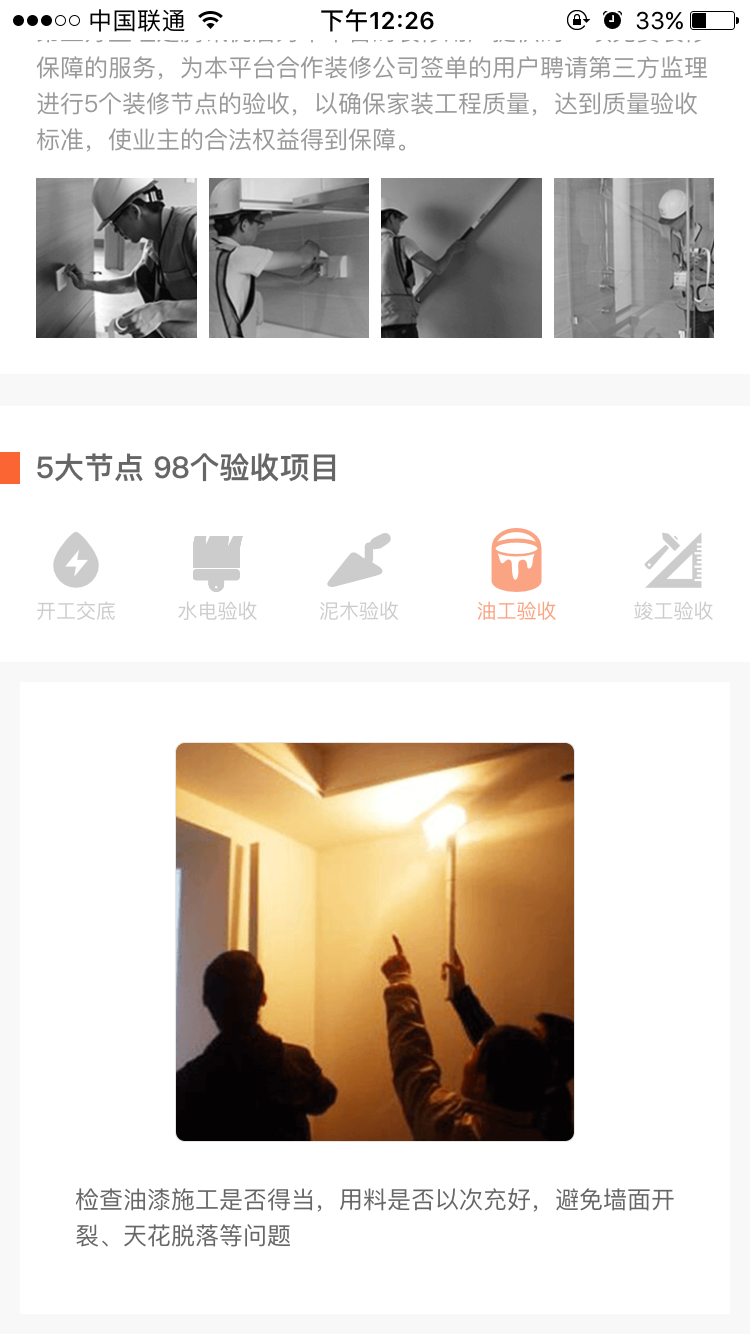 中国联通 下午12:26 33%
保障的服务，为本平台合作装修公司签单的用户聘请第三方监理
进行5个装修节点的验收，以确保家装工程质量，达到质量验收
标准，使业主的合法权益得到保障。
5大节点 98个验收项目
开工交底 水电验收 泥木验收 油工验收 竣工验收
检查油漆施工是否得当，用料是否以次充好，避免墙面开
裂、天花脱落等问题